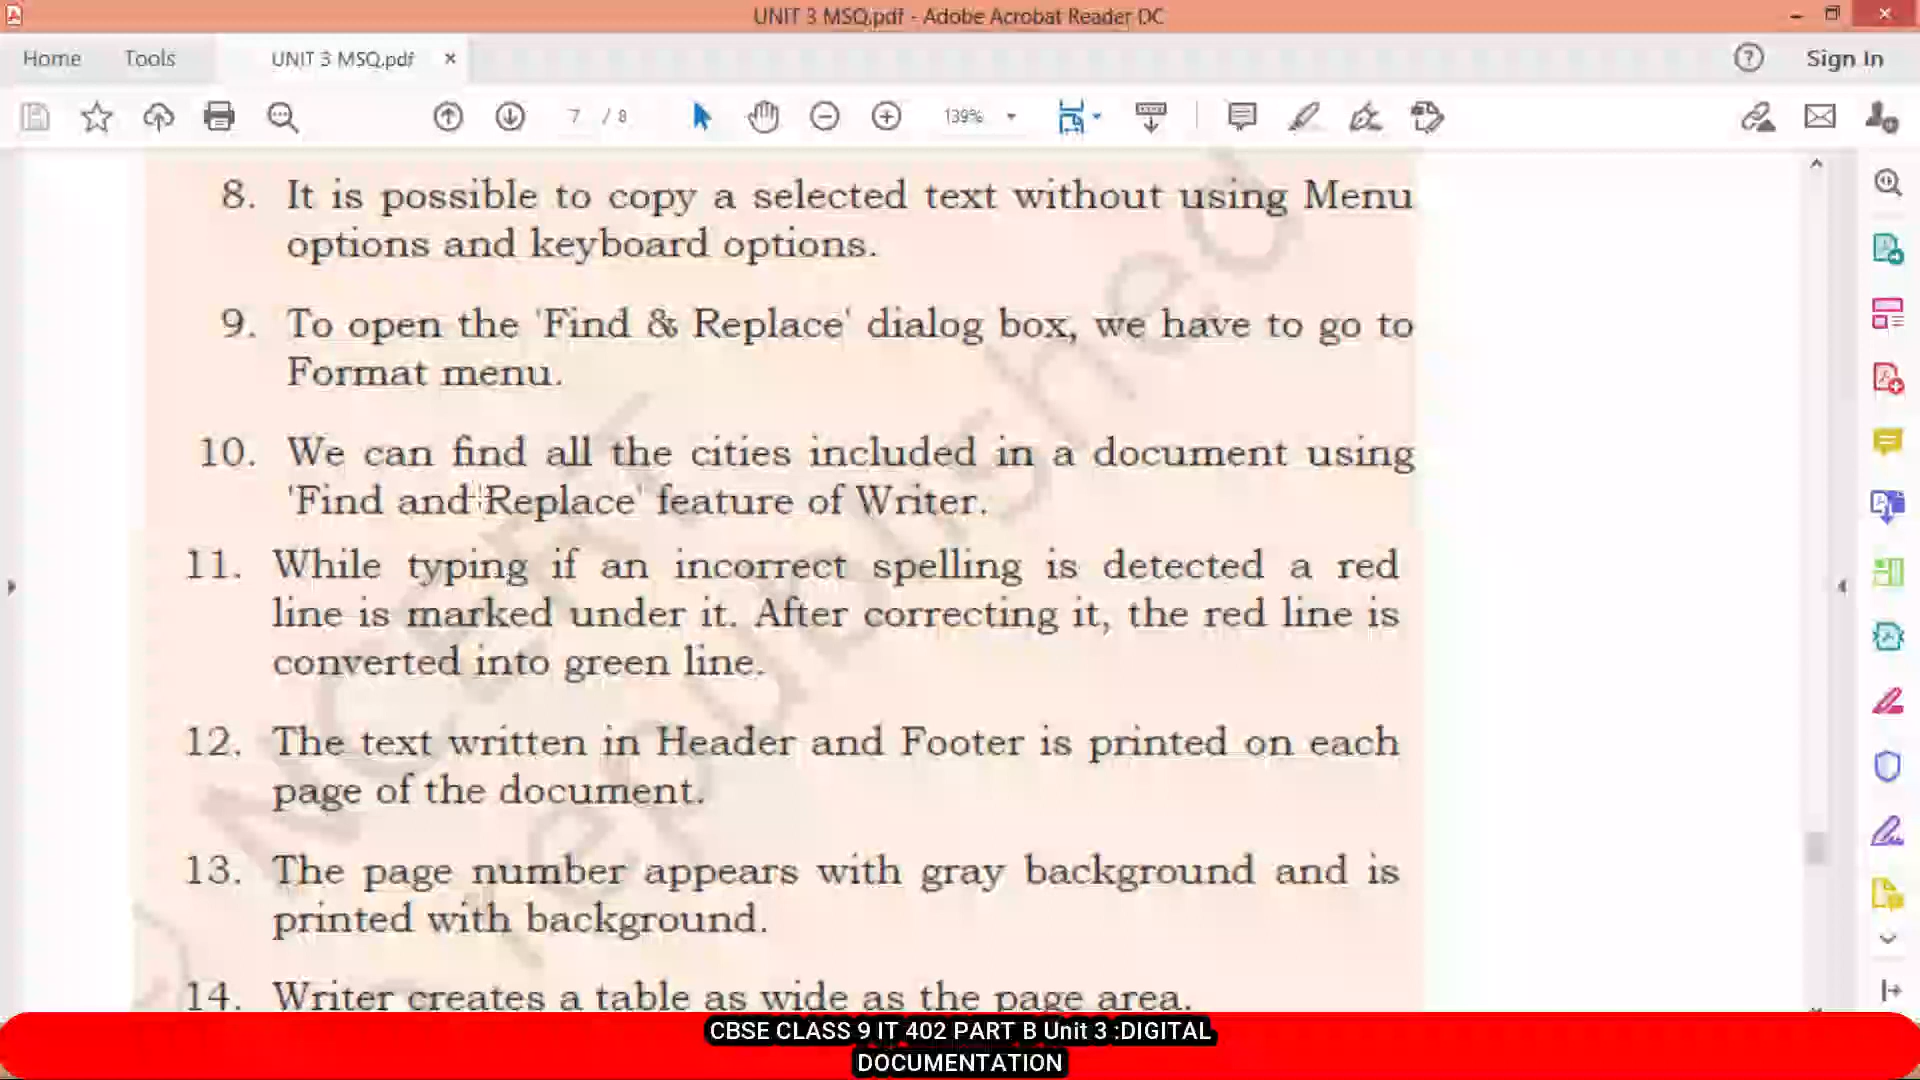 UNIT 3 MSQ.pdf - Adobe Acrobat Reader DC
Home Tools UNIT 3 MSQ.pdf × Sign In
7 / 8 139%
8. It is possible to copy a selected text without using Menu
options and keyboard options.
9. To open the 'Find & Replace' dialog box, we have to go to
Format menu.
10. We can find all the cities included in a document using
'Find and Replace' feature of Writer.
11. While typing if an incorrect spelling is detected a red
line is marked under it. After correcting it, the red line is
converted into green line.
12. The text written in Header and Footer is printed on each
page of the document.
13. The page number appears with gray background and is
printed with background.
14. Writer creates a table as wide as the page area.
CBSE CLASS 9 IT 402 PART B Unit 3 :DIGITAL
DOCUMENTATION